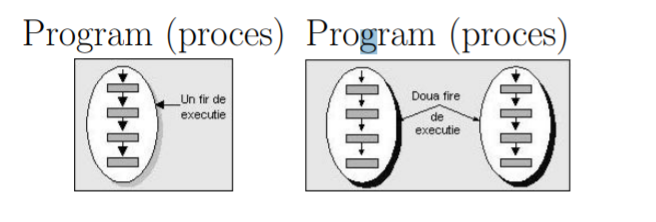 Program (proces) Program (proces)
Un fir de
executie
Doua fire
de
executie